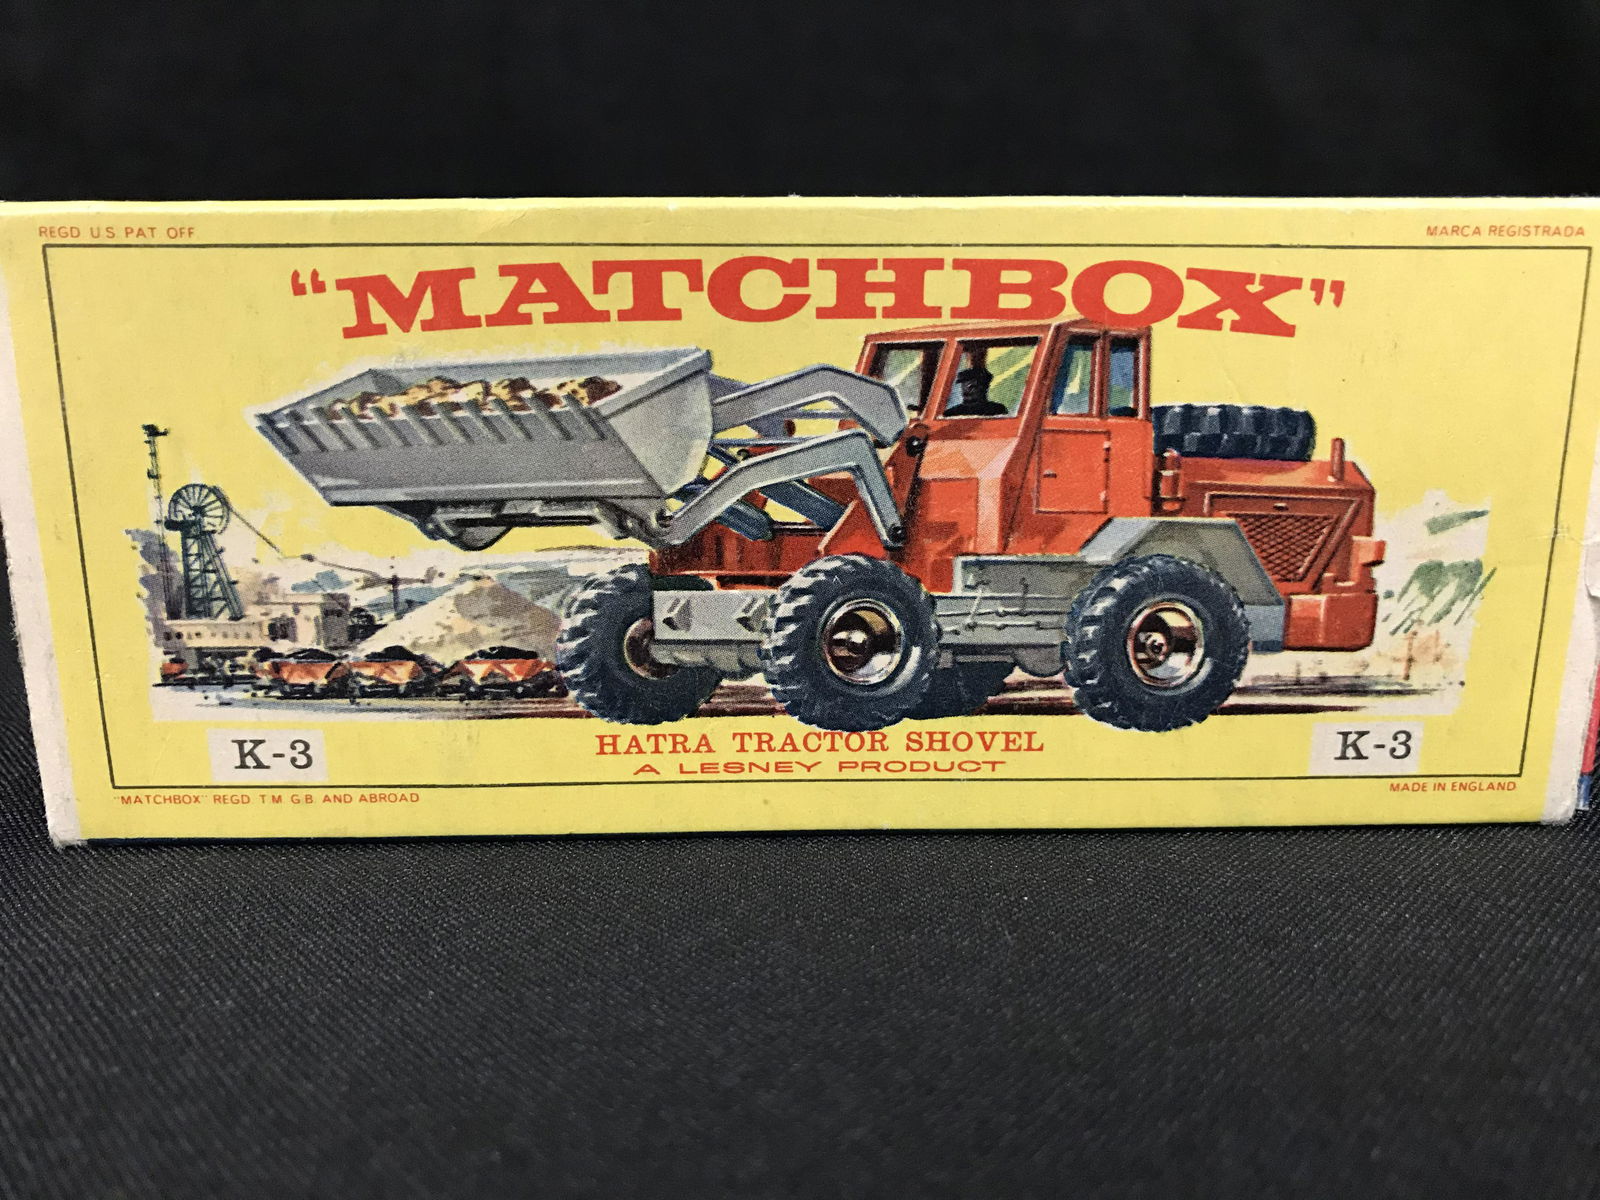 REGD U.S. PAT. OFF.
MARCA REGISTRADA
"MATCHBOX"
K-3
HATRA TRACTOR SHOVEL
K-3
A LESNEY PRODUCT
"MATCHBOX" REGD T M G.B. AND ABROAD
MADE IN ENGLAND